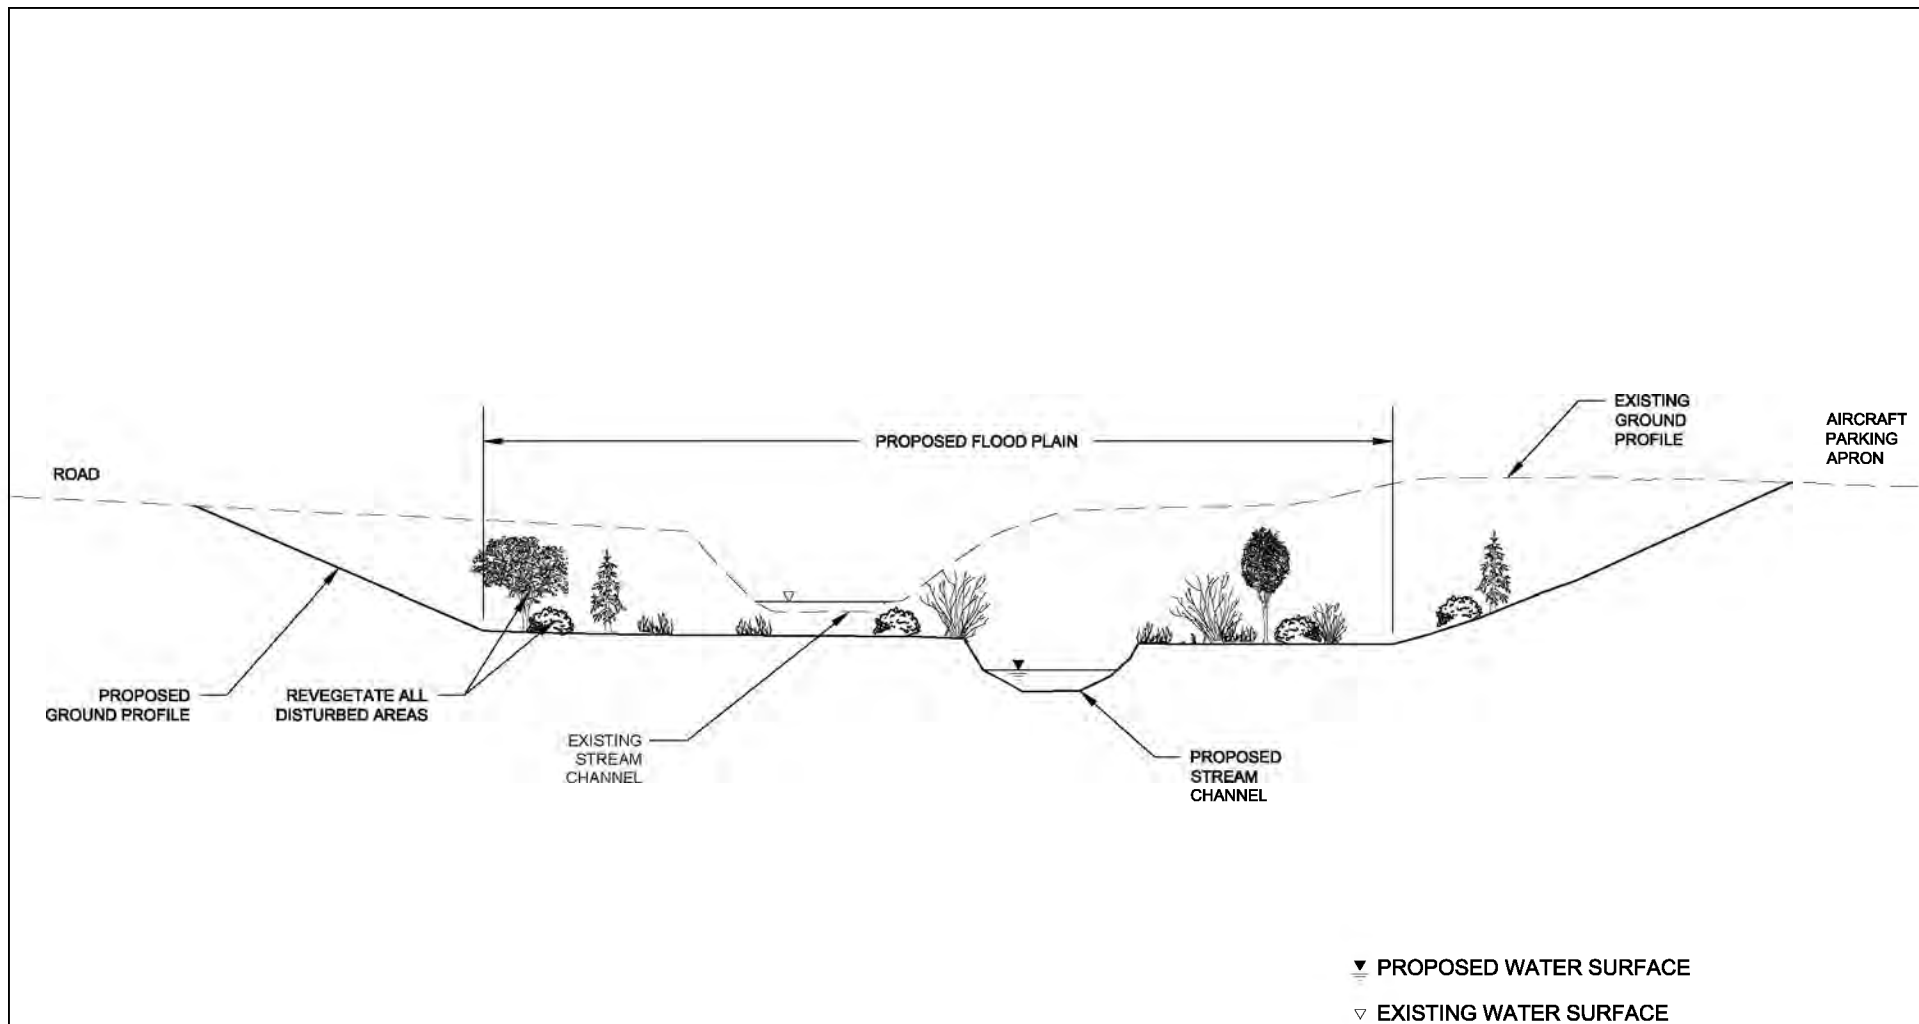 EXISTING
GROUND
PROFILE
AIRCRAFT
PARKING
APRON
PROPOSED FLOOD PLAIN
ROAD
PROPOSED
GROUND PROFILE
REVEGETATE ALL
DISTURBED AREAS
EXISTING
STREAM
CHANNEL
PROPOSED
STREAM
CHANNEL
PROPOSED WATER SURFACE
EXISTING WATER SURFACE